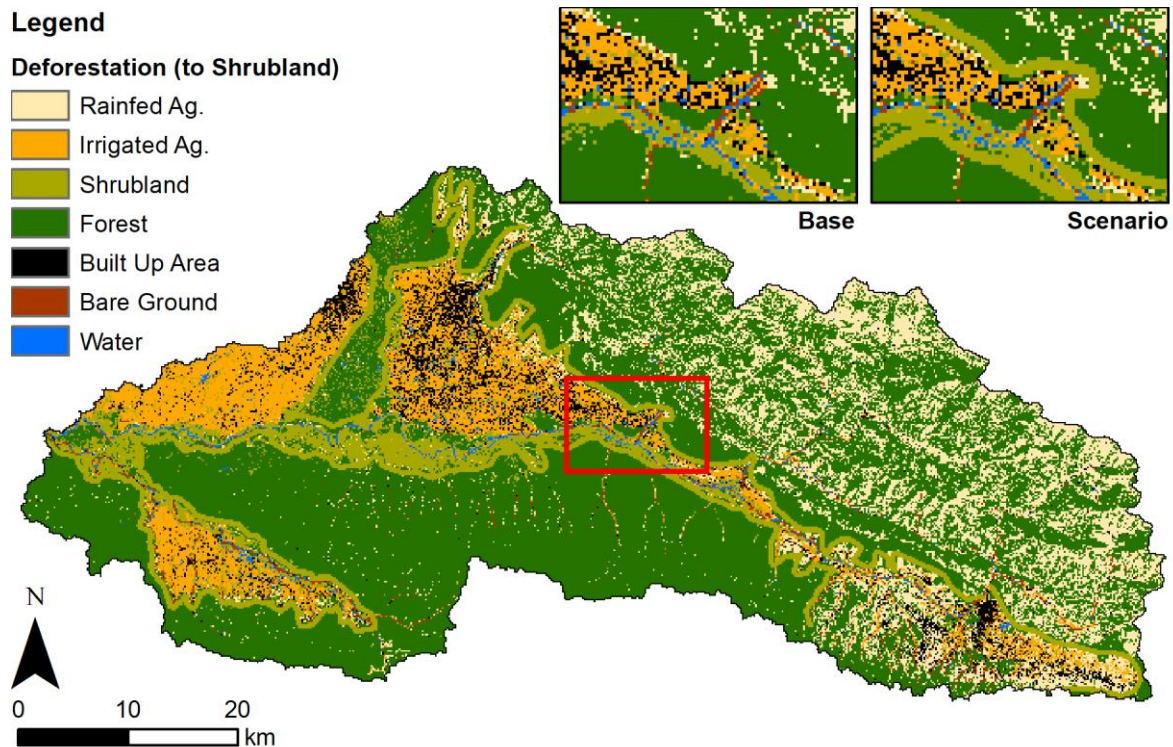 Legend
Deforestation (to Shrubland)
Rainfed Ag.
Irrigated Ag.
Shrubland
Forest
Built Up Area
Bare Ground
Water
Base
Scenario
N
0 10 20
km